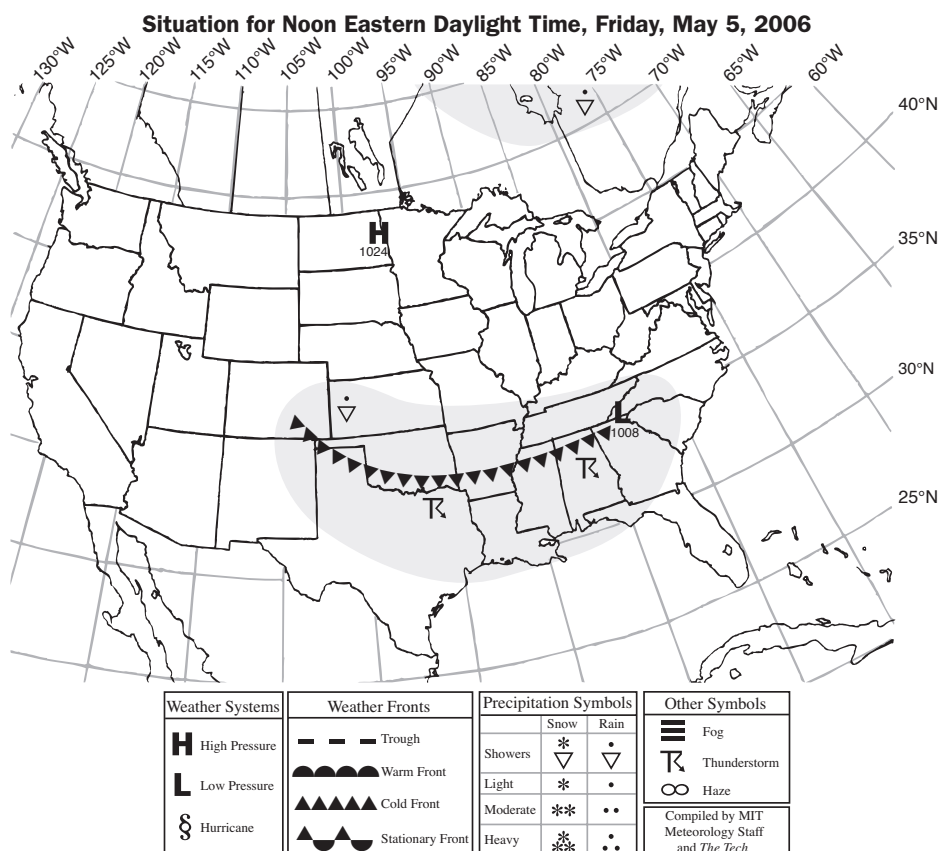 Situation for Noon Eastern Daylight Time, Friday, May 5, 2006
130°W 125°W 120°W 115°W 110°W 105°W 100°W 95°W 90°W 85°W 80°W 75°W 70°W 65°W 60°W
40°N
35°N
30°N
25°N
H
1024
L
1008
Weather Systems
H High Pressure
L Low Pressure
§ Hurricane
Weather Fronts
Trough
Warm Front
Cold Front
Stationary Front
Precipitation Symbols
Snow Rain
Showers
Light
Moderate
Heavy
Other Symbols
Fog
Thunderstorm
Haze
Compiled by MIT
Meteorology Staff
and The Tech